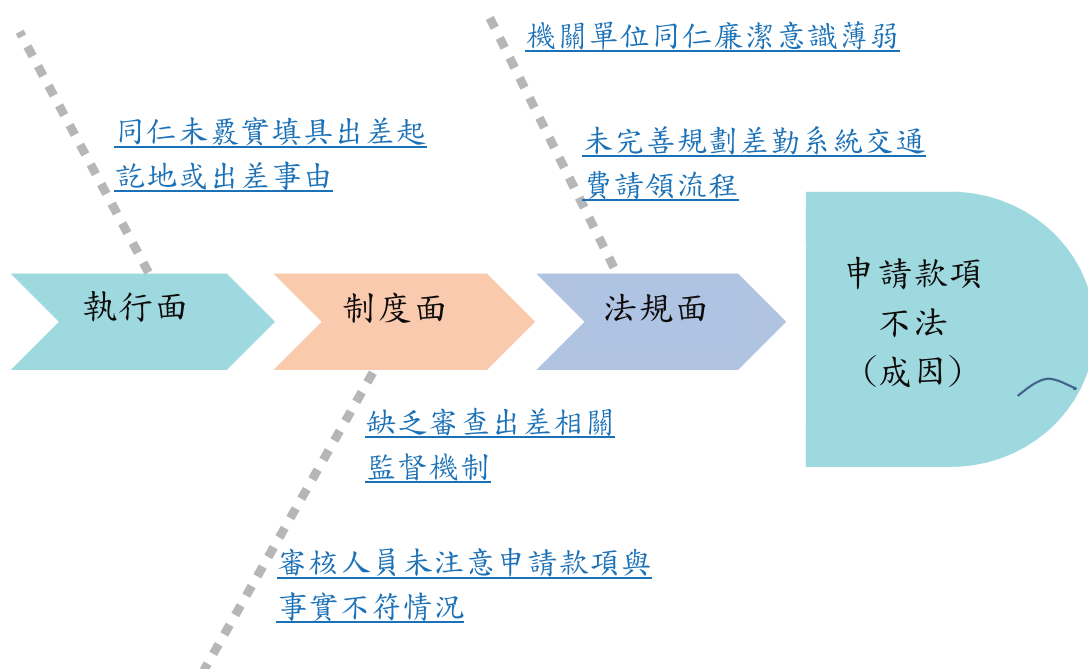 機關單位同仁廉潔意識薄弱
同仁未覈實填具出差起
訖地或出差事由
未完善規劃差勤系統交通
費請領流程
執行面
制度面
法規面
申請款項
不法
(成因)
缺乏審查出差相關
監督機制
審核人員未注意申請款項與
事實不符情況